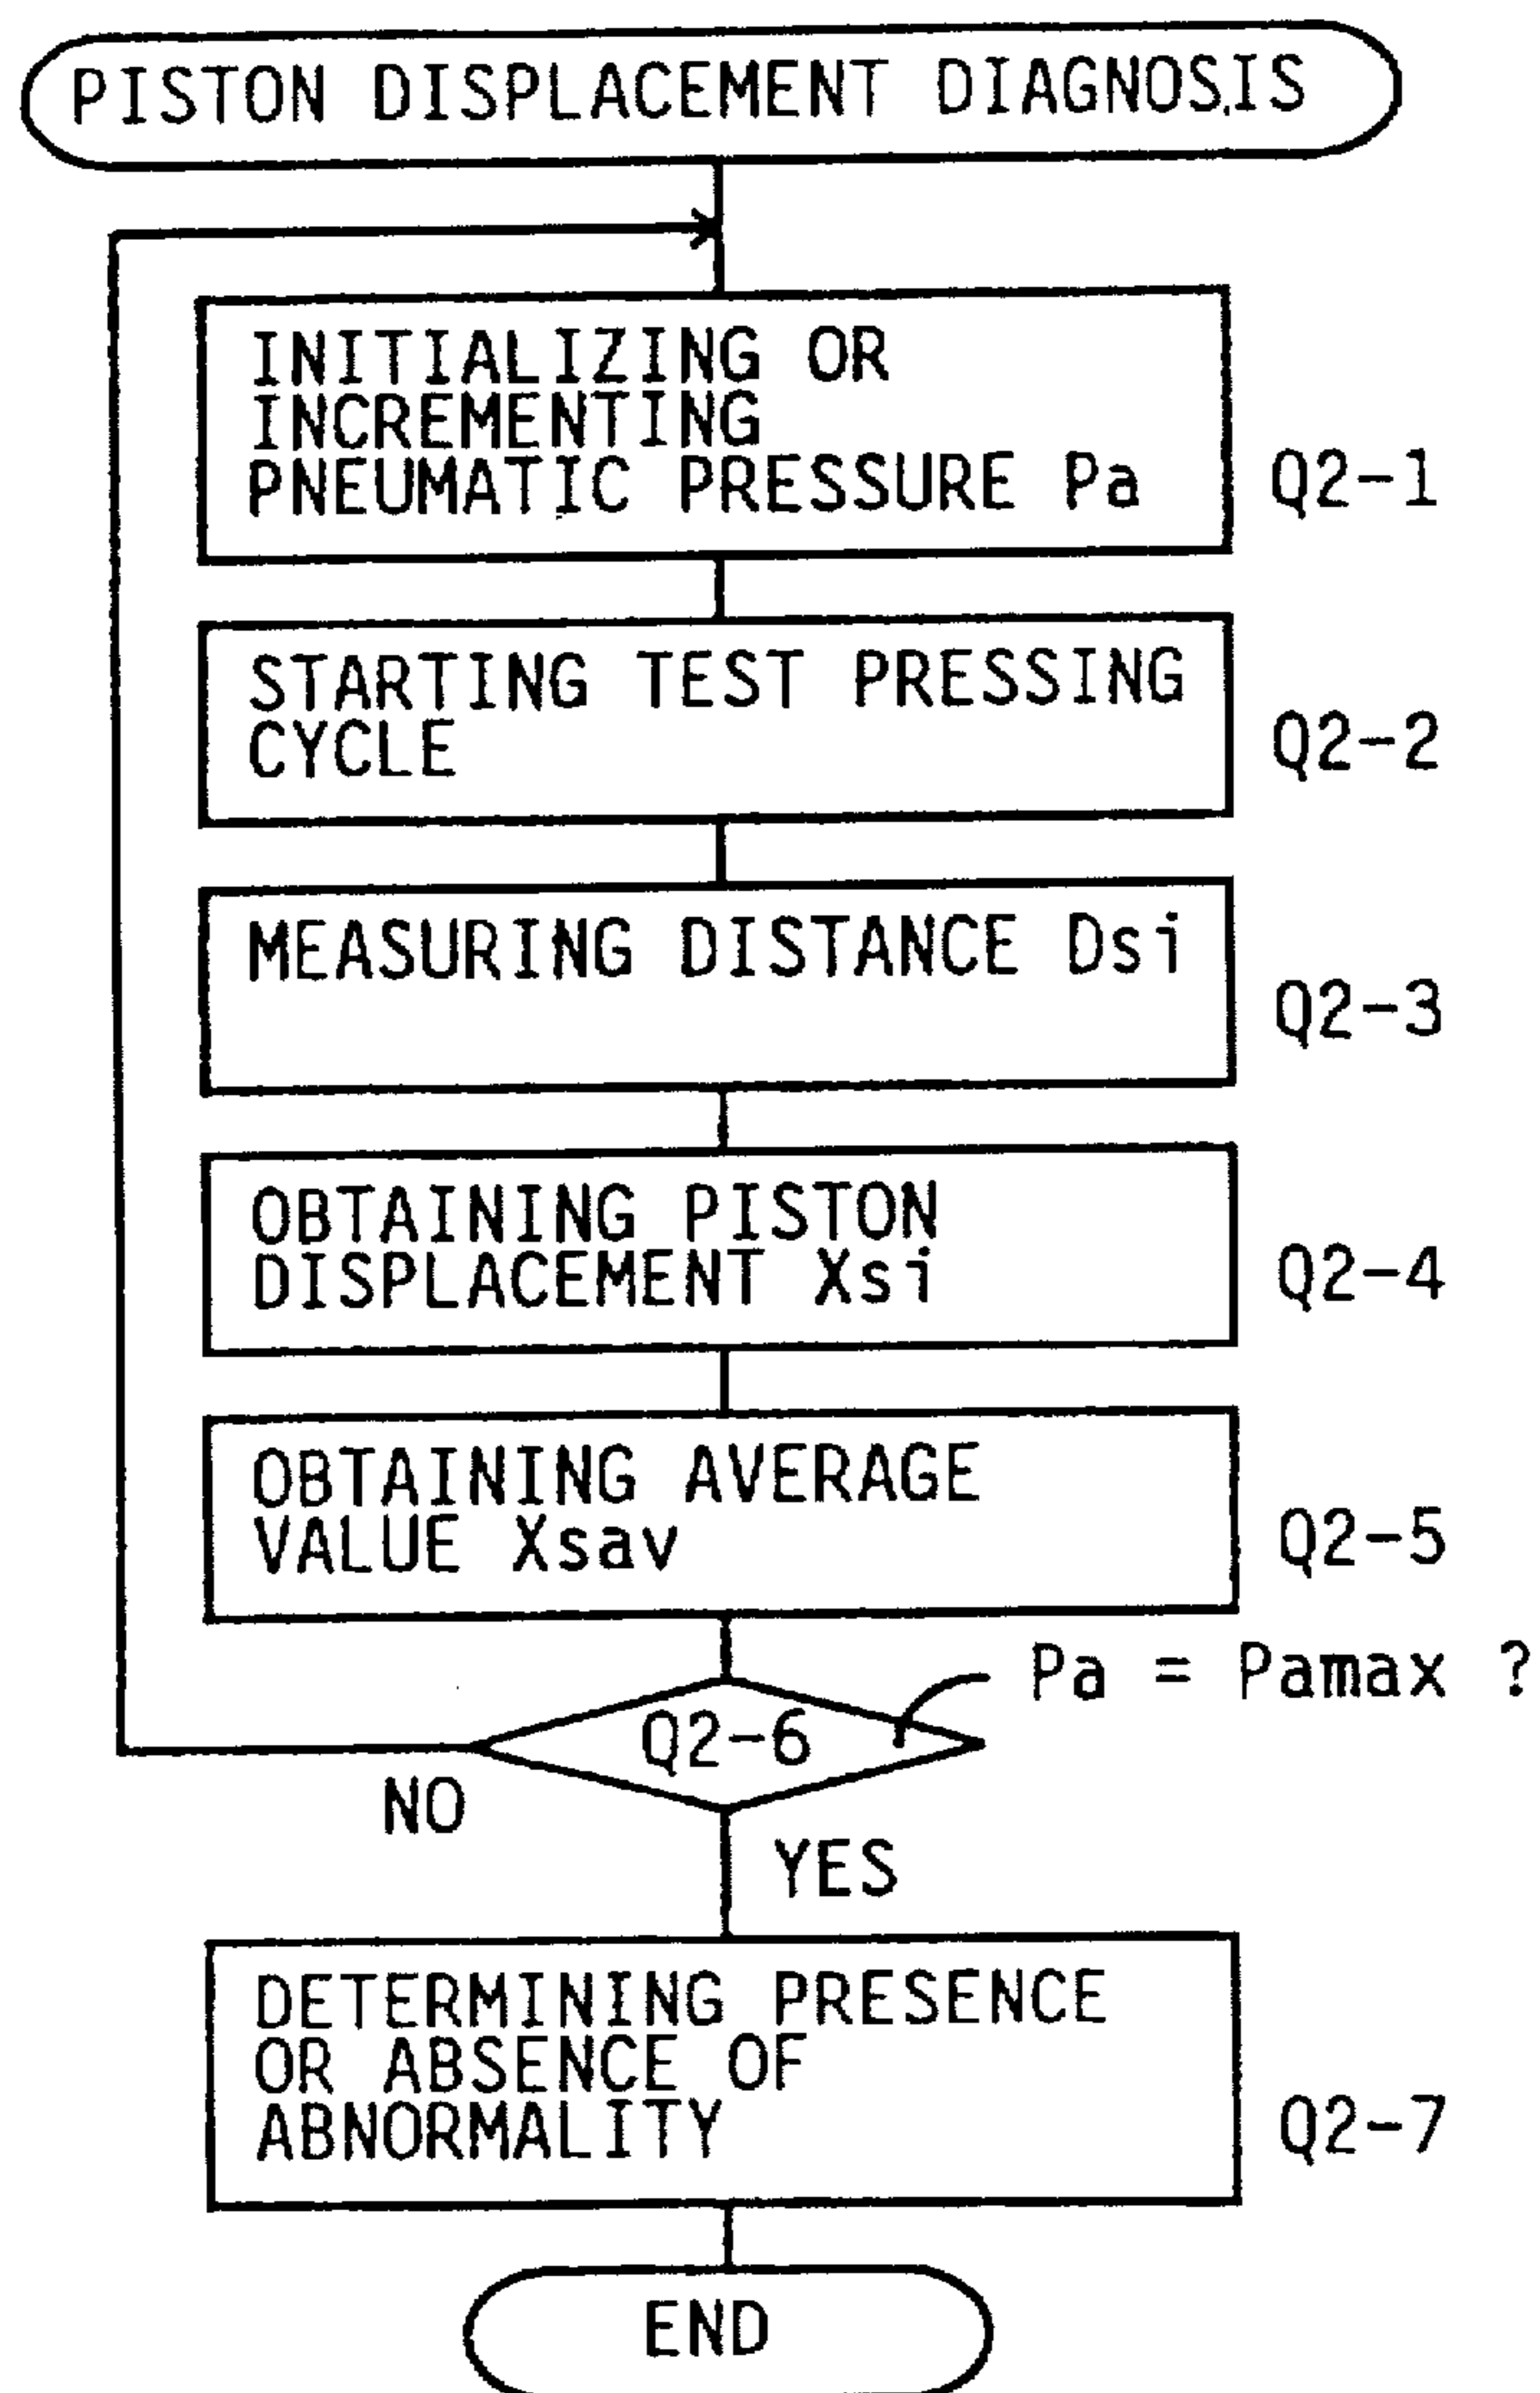 PISTON DISPLACEMENT DIAGNOSIS
INITIALIZING OR
INCREMENTING
PNEUMATIC PRESSURE Pa
Q2-1
STARTING TEST PRESSING
CYCLE
Q2-2
MEASURING DISTANCE Dsi
Q2-3
OBTAINING PISTON
DISPLACEMENT Xsi
Q2-4
OBTAINING AVERAGE
VALUE Xsav
Q2-5
Pa = Pamax ?
Q2-6
NO
YES
DETERMINING PRESENCE
OR ABSENCE OF
ABNORMALITY
Q2-7
END